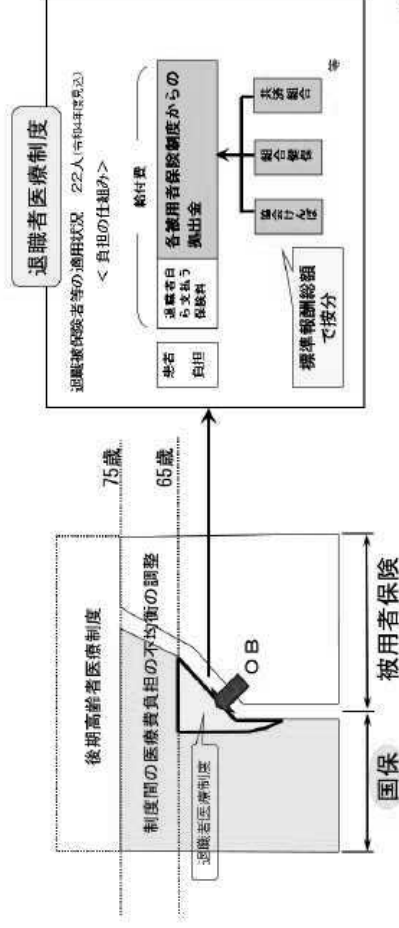 退職者医療制度
退職被保険者等の適用状況　22人(令和4年度見込)
＜ 負担の仕組み＞
給付費
患者
負担
退職者自
ら支払う
保険料
各被用者保険制度からの
拠出金
協会けんぽ
組合健保
共済組合
等
標準報酬総額
で按分
75歳
65歳
後期高齢者医療制度
制度間の医療費負担の不均衡の調整
退職者医療制度
OB
国保
被用者保険